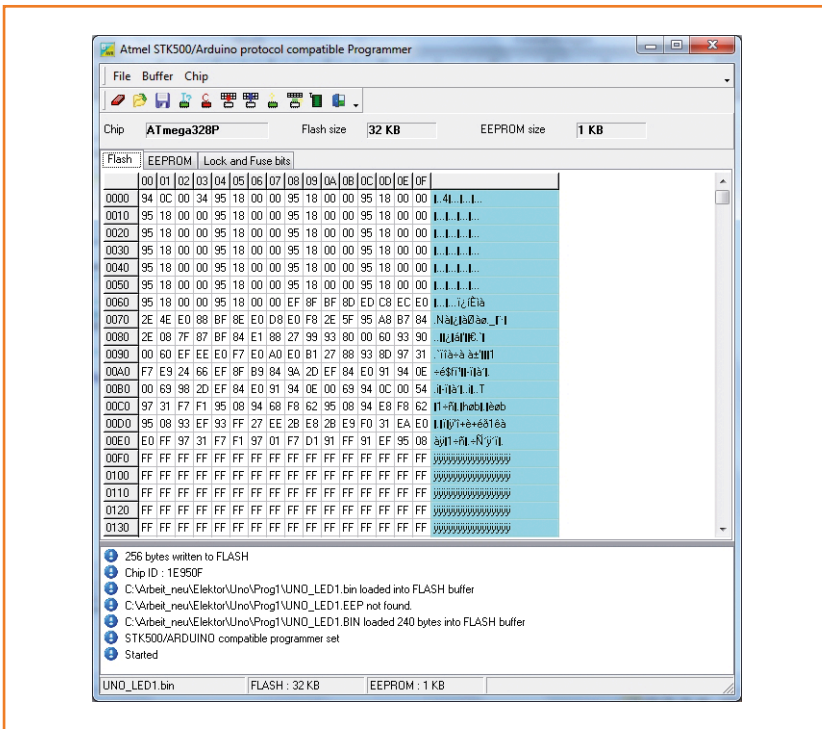 Atmel STK500/Arduino protocol compatible Programmer
File Buffer Chip
Chip ATmega328P Flash size 32 KB EEPROM size 1 KB
Flash EEPROM Lock and Fuse bits
00 01 02 03 04 05 06 07 08 09 0A 0B 0C 0D 0E 0F
0000 94 0C 00 34 95 18 00 00 95 18 00 00 95 18 00 00
0010 95 18 00 00 95 18 00 00 95 18 00 00 95 18 00 00
0020 95 18 00 00 95 18 00 00 95 18 00 00 95 18 00 00
0030 95 18 00 00 95 18 00 00 95 18 00 00 95 18 00 00
0040 95 18 00 00 95 18 00 00 95 18 00 00 95 18 00 00
0050 95 18 00 00 95 18 00 00 95 18 00 00 95 18 00 00
0060 95 18 00 00 95 18 00 00 EF 8F BF 8D ED C8 EC E0
0070 2E 4E E0 88 BF 8E E0 D8 E0 F8 2E 5F 95 A8 B7 84
0080 2E 08 7F 87 BF 84 E1 88 27 99 93 80 00 60 93 90
0090 00 60 EF EE E0 F7 E0 A0 E0 B1 27 88 93 8D 97 31
00A0 F7 E9 24 66 EF 8F B9 84 9A 2D EF 84 E0 91 94 0E
00B0 00 69 98 2D EF 84 E0 91 94 0E 00 69 94 0C 00 54
00C0 97 31 F7 F1 95 08 94 68 F8 62 95 08 94 E8 F8 62
00D0 95 08 93 EF 93 FF 27 EE 2B E8 2B E9 F0 31 EA E0
00E0 E0 FF 97 31 F7 F1 97 01 F7 D1 91 FF 91 EF 95 08
00F0 FF FF FF FF FF FF FF FF FF FF FF FF FF FF FF FF ÿÿÿÿÿÿÿÿÿÿÿÿÿÿÿÿ
0100 FF FF FF FF FF FF FF FF FF FF FF FF FF FF FF FF ÿÿÿÿÿÿÿÿÿÿÿÿÿÿÿÿ
0110 FF FF FF FF FF FF FF FF FF FF FF FF FF FF FF FF ÿÿÿÿÿÿÿÿÿÿÿÿÿÿÿÿ
0120 FF FF FF FF FF FF FF FF FF FF FF FF FF FF FF FF ÿÿÿÿÿÿÿÿÿÿÿÿÿÿÿÿ
0130 FF FF FF FF FF FF FF FF FF FF FF FF FF FF FF FF ÿÿÿÿÿÿÿÿÿÿÿÿÿÿÿÿ
256 bytes written to FLASH
Chip ID : 1E950F
C:\Arbeit_neu\Elektor\Uno\Prog1\UNO_LED1.bin loaded into FLASH buffer
C:\Arbeit_neu\Elektor\Uno\Prog1\UNO_LED1.EEP not found.
C:\Arbeit_neu\Elektor\Uno\Prog1\UNO_LED1.BIN loaded 240 bytes into FLASH buffer
STK500/ARDUINO compatible programmer set
Started
UNO_LED1.bin FLASH : 32 KB EEPROM : 1 KB